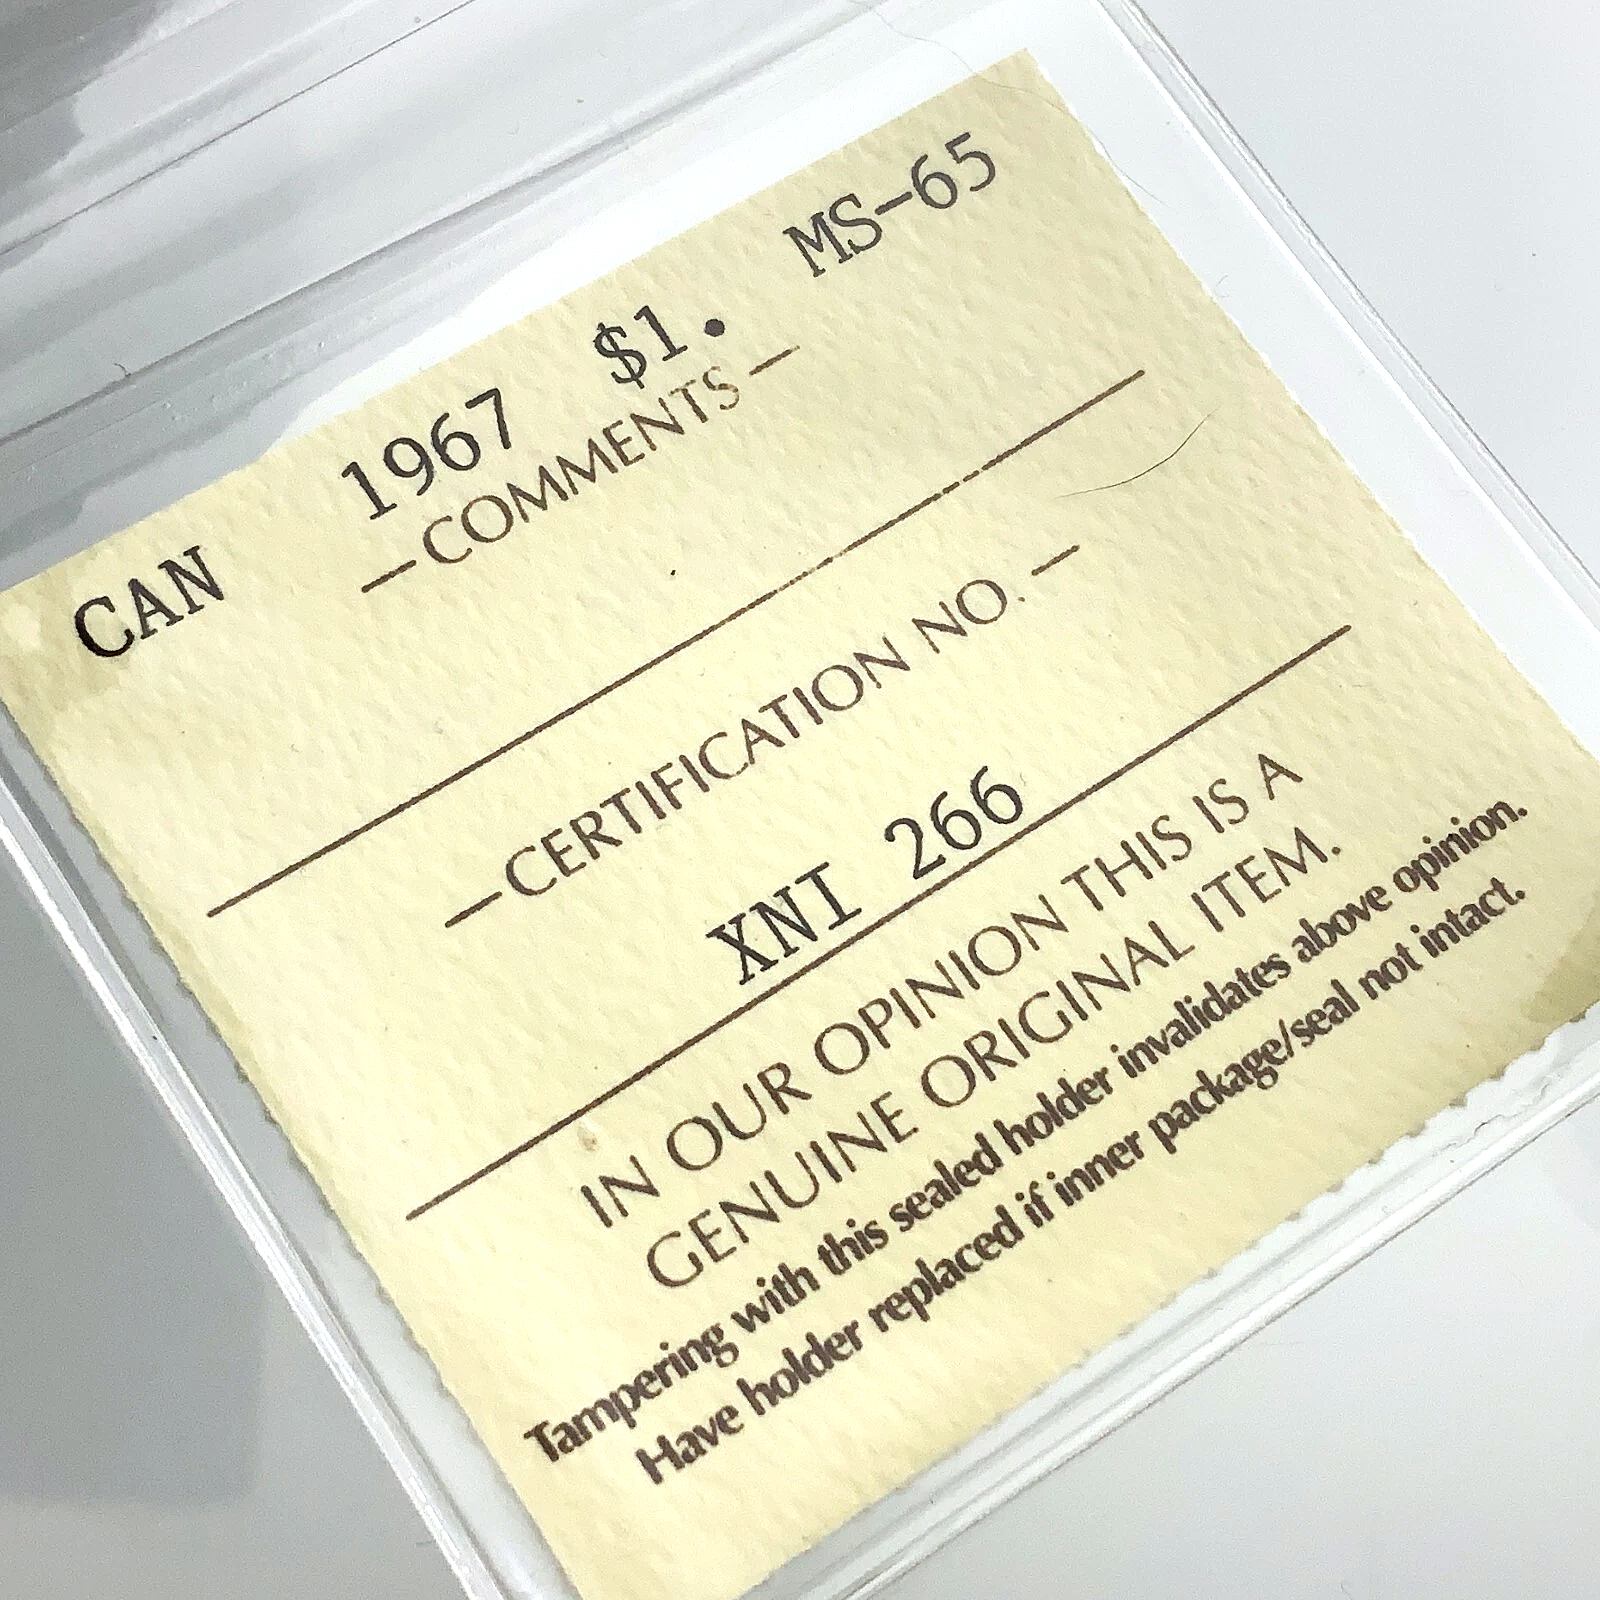 CAN 1967 $1. MS-65
—COMMENTS—
—CERTIFICATION NO.—
XNI 266
IN OUR OPINION THIS IS A
GENUINE ORIGINAL ITEM.
Tampering with this sealed holder invalidates above opinion.
Have holder replaced if inner package/seal not intact.